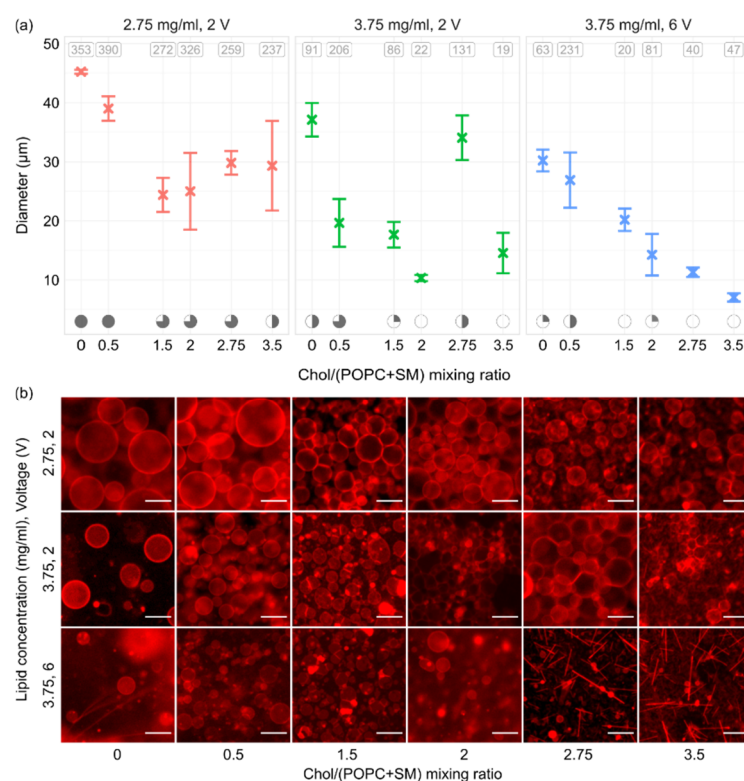 (a)
2.75 mg/ml, 2 V
3.75 mg/ml, 2 V
3.75 mg/ml, 6 V
353 390 272 326 259 237
91 206 86 22 131 19
63 231 20 81 40 47
50
40
30
20
10
Diameter (µm)
0 0.5 1.5 2 2.75 3.5
0 0.5 1.5 2 2.75 3.5
0 0.5 1.5 2 2.75 3.5
Chol/(POPC+SM) mixing ratio
(b)
Lipid concentration (mg/ml), Voltage (V)
2.75, 2
3.75, 2
3.75, 6
0 0.5 1.5 2 2.75 3.5
Chol/(POPC+SM) mixing ratio